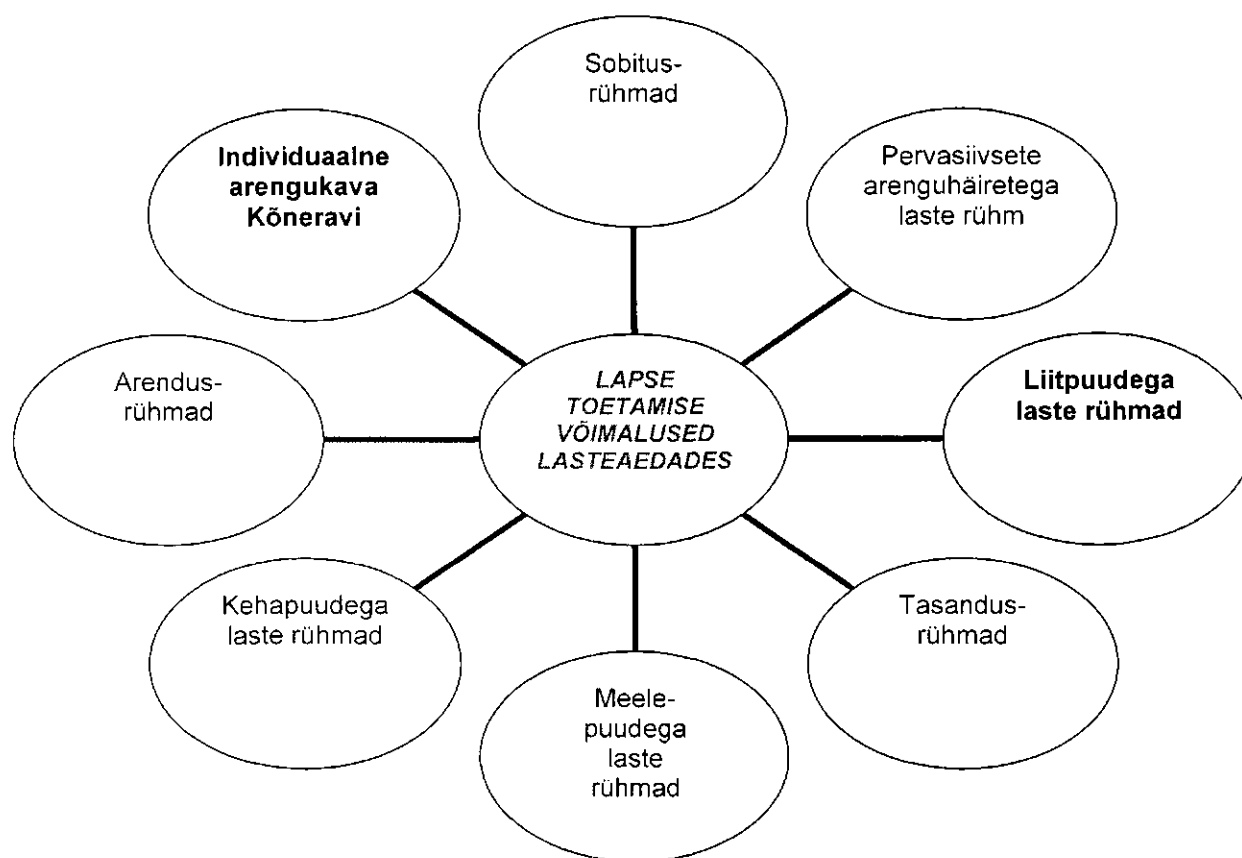 Sobitus-
rühmad
Individuaalne
arengukava
Kõneravi
Pervasiivsete
arenguhäiretega
laste rühm
Arendus-
rühmad
LAPSE
TOETAMISE
VÕIMALUSED
LASTEAEDADES
Liitpuudega
laste rühmad
Kehapuudega
laste rühmad
Meele-
puudega
laste
rühmad
Tasandus-
rühmad